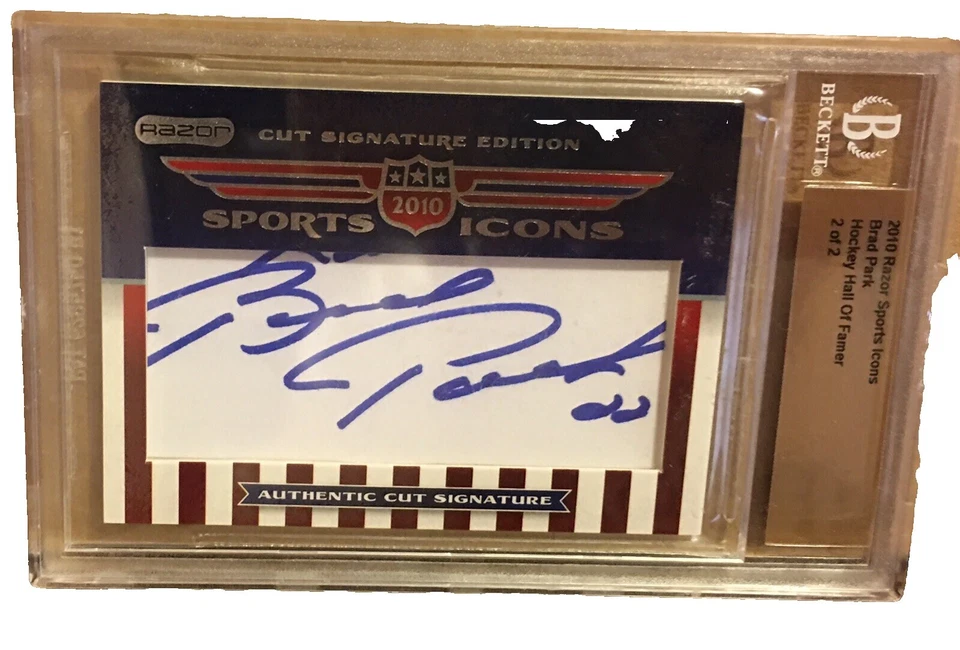 Razor
CUT SIGNATURE EDITION
2010
SPORTS ICONS
Brad Park
22
AUTHENTIC CUT SIGNATURE
BECKETT®
B
2010 Razor Sports Icons
Brad Park
Hockey Hall Of Famer
2 of 2